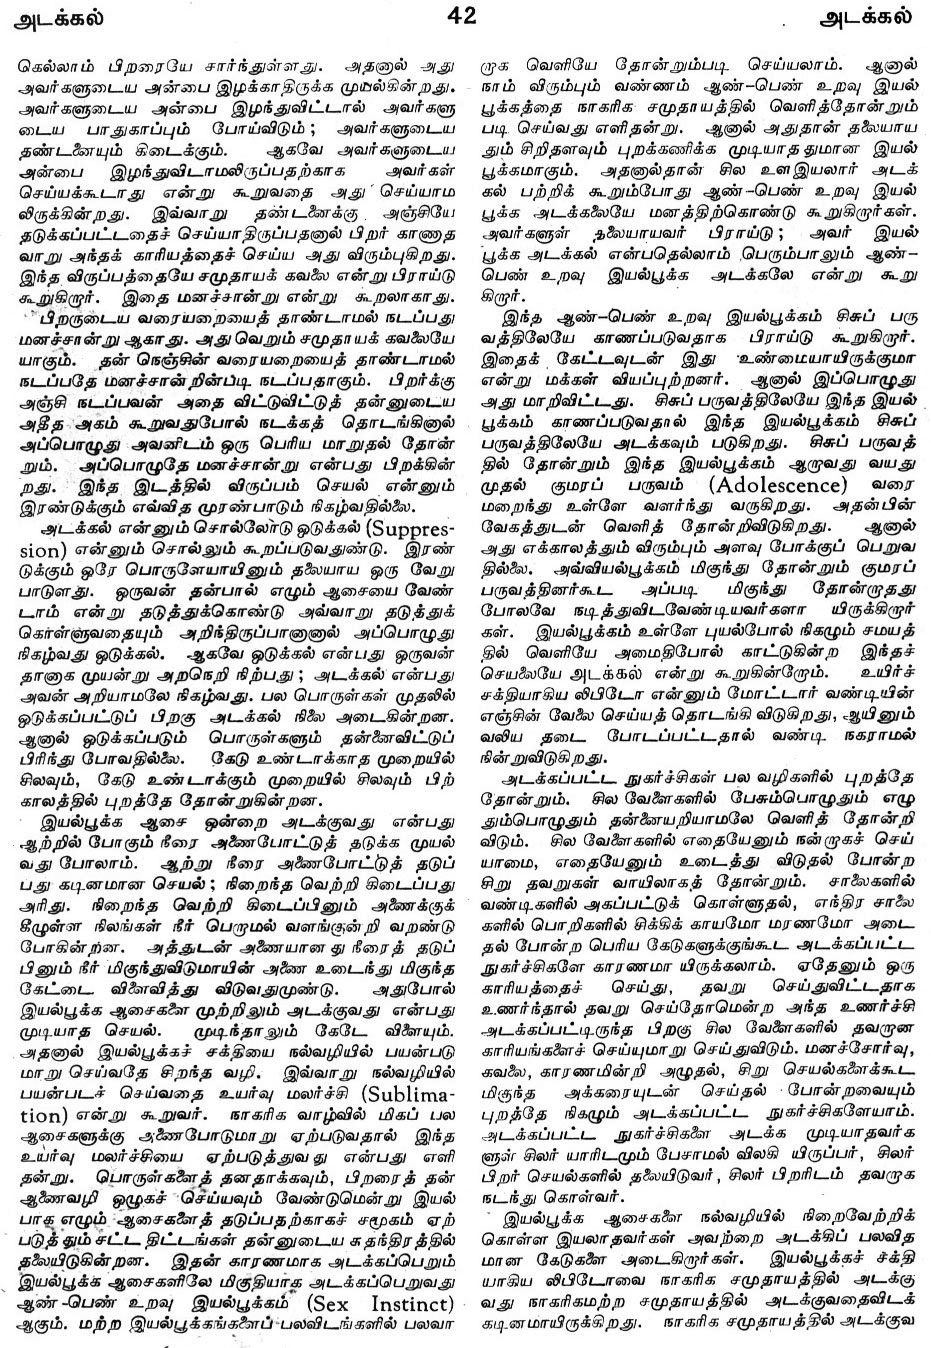 அடக்கல்
42
அடக்கல்
கெல்லாம் பிறரையே சார்ந்துள்ளது. அதனால் அது
அவர்களுடைய அன்பை இழக்காதிருக்க முயல்கின்றது.
அவர்களுடைய அன்பை இழந்துவிட்டால் அவர்களு
டைய பாதுகாப்பும் போய்விடும்; அவர்களுடைய
தண்டனையும் கிடைக்கும். ஆகவே அவர்களுடைய
அன்பை இழந்துவிடாமலிருப்பதற்காக அவர்கள்
செய்யக்கூடாது என்று கூறுவதை அது செய்யாம
லிருக்கின்றது. இவ்வாறு தண்டனைக்கு அஞ்சியே
தடுக்கப்பட்டதைச் செய்யாதிருப்பதனால் பிறர் காணாத
வாறு அந்தக் காரியத்தைச் செய்ய அது விரும்புகிறது.
இந்த விருப்பத்தையே சமுதாயக் கவலை என்று பிராய்டு
கூறுகிறார். இதை மனச்சான்று என்று கூறலாகாது.
பிறருடைய வரையறையைத் தாண்டாமல் நடப்பது
மனச்சான்று ஆகாது. அது வெறும் சமுதாயக் கவலையே
யாகும். தன் நெஞ்சின் வரையறையைத் தாண்டாமல்
நடப்பதே மனச்சான்றின்படி நடப்பதாகும். பிறர்க்கு
அஞ்சி நடப்பவன் அதை விட்டுவிட்டுத் தன்னுடைய
அதீத அகம் கூறுவதுபோல் நடக்கத் தொடங்கினால்
அப்பொழுது அவனிடம் ஒரு பெரிய மாறுதல் தோன்
றும். அப்பொழுதே மனச்சான்று என்பது பிறக்கின்
றது. இந்த இடத்தில் விருப்பம் செயல் என்னும்
இரண்டுக்கும் எவ்வித முரண்பாடும் நிகழ்வதில்லை.
அடக்கல் என்னும் சொல்லோடு ஒடுக்கல் (Suppres-
sion) என்னும் சொல்லும் கூறப்படுவதுண்டு. இரண்
டுக்கும் ஒரே பொருளேயாயினும் தலையாய ஒரு வேறு
பாடுளது. ஒருவன் தன்பால் எழும் ஆசையை வேண்
டாம் என்று தடுத்துக்கொண்டு அவ்வாறு தடுத்துக்
கொள்ளுவதையும் அறிந்திருப்பானானால் அப்பொழுது
நிகழ்வது ஒடுக்கல். ஆகவே ஒடுக்கல் என்பது ஒருவன்
தானாக முயன்று அறநெறி நிற்பது; அடக்கல் என்பது
அவன் அறியாமலே நிகழ்வது. பல பொருள்கள் முதலில்
ஒடுக்கப்பட்டுப் பிறகு அடக்கல் நிலை அடைகின்றன.
ஆனால் ஒடுக்கப்படும் பொருள்களும் தன்னைவிட்டுப்
பிரிந்து போவதில்லை. கேடு உண்டாக்காத முறையில்
சிலவும், கேடு உண்டாக்கும் முறையில் சிலவும் பிற்
காலத்தில் புறத்தே தோன்றுகின்றன.
இயல்பூக்க ஆசை ஒன்றை அடக்குவது என்பது
ஆற்றில் போகும் நீரை அணைபோட்டுத் தடுக்க முயல்
வது போலாம். ஆற்று நீரை அணைபோட்டுத் தடுப்
பது கடினமான செயல்; நிறைந்த வெற்றி கிடைப்பது
அரிது. நிறைந்த வெற்றி கிடைப்பினும் அணைக்குக்
கீழுள்ள நிலங்கள் நீர் பெறாமல் வளங்குன்றி வறண்டு
போகின்றன. அத்துடன் அணையானது நீரைத் தடுப்
பினும் நீர் மிகுந்துவிடுமாயின் அணை உடைந்து மிகுந்த
கேட்டை விளைவித்து விடுவதுமுண்டு. அதுபோல்
இயல்பூக்க ஆசைகளை முற்றிலும் அடக்குவது என்பது
முடியாத செயல். முடிந்தாலும் கேடே விளையும்.
அதனால் இயல்பூக்கச் சக்தியை நல்வழியில் பயன்படு
மாறு செய்வதே சிறந்த வழி. இவ்வாறு நல்வழியில்
பயன்படச் செய்வதை உயர்வு மலர்ச்சி (Sublima-
tion) என்று கூறுவர். நாகரிக வாழ்வில் மிகப் பல
ஆசைகளுக்கு அணைபோடுமாறு ஏற்படுவதால் இந்த
உயர்வு மலர்ச்சியை ஏற்படுத்துவது என்பது எளி
தன்று. பொருள்களைத் தனதாக்கவும், பிறரைத் தன்
ஆணைவழி ஒழுகச் செய்யவும் வேண்டுமென்று இயல்
பாக எழும் ஆசைகளைத் தடுப்பதற்காகச் சமூகம் ஏற்
படுத்தும் சட்ட திட்டங்கள் தன்னுடைய சுதந்திரத்தில்
தலையிடுகின்றன. இதன் காரணமாக அடக்கப்பெறும்
இயல்பூக்க ஆசைகளிலே மிகுதியாக அடக்கப்பெறுவது
ஆண்-பெண் உறவு இயல்பூக்கம் (Sex Instinct)
ஆகும். மற்ற இயல்பூக்கங்களைப் பலவிடங்களில் பலவா
றாக வெளியே தோன்றும்படி செய்யலாம். ஆனால்
நாம் விரும்பும் வண்ணம் ஆண்-பெண் உறவு இயல்
பூக்கத்தை நாகரிக சமுதாயத்தில் வெளித்தோன்றும்
படி செய்வது எளிதன்று. ஆனால் அதுதான் தலையாய
தும் சிறிதளவும் புறக்கணிக்க முடியாததுமான இயல்
பூக்கமாகும். அதனால்தான் சில உளஇயலார் அடக்
கல் பற்றிக் கூறும்போது ஆண்-பெண் உறவு இயல்
பூக்க அடக்கலையே மனத்திற்கொண்டு கூறுகிறார்கள்.
அவர்களுள் தலையாயவர் பிராய்டு; அவர் இயல்
பூக்க அடக்கல் என்பதெல்லாம் பெரும்பாலும் ஆண்-
பெண் உறவு இயல்பூக்க அடக்கலே என்று கூறு
கிறார்.
இந்த ஆண்-பெண் உறவு இயல்பூக்கம் சிசுப் பரு
வத்திலேயே காணப்படுவதாக பிராய்டு கூறுகிறார்.
இதைக் கேட்டவுடன் இது உண்மையாயிருக்குமா
என்று மக்கள் வியப்புற்றனர். ஆனால் இப்பொழுது
அது மாறிவிட்டது. சிசுப் பருவத்திலேயே இந்த இயல்
பூக்கம் காணப்படுவதால் இந்த இயல்பூக்கம் சிசுப்
பருவத்திலேயே அடக்கவும் படுகிறது. சிசுப் பருவத்
தில் தோன்றும் இந்த இயல்பூக்கம் ஆறாவது வயது
முதல் குமரப் பருவம் (Adolescence) வரை
மறைந்து உள்ளே வளர்ந்து வருகிறது. அதன்பின்
வேகத்துடன் வெளித் தோன்றிவிடுகிறது. ஆனால்
அது எக்காலத்தும் விரும்பும் அளவு போக்குப் பெறுவ
தில்லை. அவ்வியல்பூக்கம் மிகுந்து தோன்றும் குமரப்
பருவத்தினர்கூட அப்படி மிகுந்து தோன்றாதது
போலவே நடித்துவிடவேண்டியவர்களா யிருக்கிறார்
கள். இயல்பூக்கம் உள்ளே புயல்போல் நிகழும் சமயத்
தில் வெளியே அமைதிபோல் காட்டுகின்ற இந்தச்
செயலையே அடக்கல் என்று கூறுகின்றோம். உயிர்ச்
சக்தியாகிய லிபிடோ என்னும் மோட்டார் வண்டியின்
எஞ்சின் வேலை செய்யத் தொடங்கி விடுகிறது, ஆயினும்
வலிய தடை போடப்பட்டதால் வண்டி நகராமல்
நின்றுவிடுகிறது.
அடக்கப்பட்ட நுகர்ச்சிகள் பல வழிகளில் புறத்தே
தோன்றும். சில வேளைகளில் பேசும்பொழுதும் எழு
தும்பொழுதும் தன்னையறியாமலே வெளித் தோன்றி
விடும். சில வேளைகளில் எதையேனும் நன்றாகச் செய்
யாமை, எதையேனும் உடைத்து விடுதல் போன்ற
சிறு தவறுகள் வாயிலாகத் தோன்றும். சாலைகளில்
வண்டிகளில் அகப்பட்டுக் கொள்ளுதல், எந்திர சாலை
களில் பொறிகளில் சிக்கிக் காயமோ மரணமோ அடை
தல் போன்ற பெரிய கேடுகளுக்குங்கூட அடக்கப்பட்ட
நுகர்ச்சிகளே காரணமா யிருக்கலாம். ஏதேனும் ஒரு
காரியத்தைச் செய்து, தவறு செய்துவிட்டதாக
உணர்ந்தால் தவறு செய்தோமென்ற அந்த உணர்ச்சி
அடக்கப்பட்டிருந்த பிறகு சில வேளைகளில் தவறான
காரியங்களைச் செய்யுமாறு செய்துவிடும். மனச்சோர்வு,
கவலை, காரணமின்றி அழுதல், சிறு செயல்களைக்கூட
மிகுந்த அக்கரையுடன் செய்தல் போன்றவையும்
புறத்தே நிகழும் அடக்கப்பட்ட நுகர்ச்சிகளேயாம்.
அடக்கப்பட்ட நுகர்ச்சிகளை அடக்க முடியாதவர்க
ளுள் சிலர் யாரிடமும் பேசாமல் விலகி யிருப்பர், சிலர்
பிறர் செயல்களில் தலையிடுவர், சிலர் பிறரிடம் தவறாக
நடந்து கொள்வர்.
இயல்பூக்க ஆசைகளை நல்வழியில் நிறைவேற்றிக்
கொள்ள இயலாதவர்கள் அவற்றை அடக்கிப் பலவித
மான கேடுகளை அடைகிறார்கள். இயல்பூக்கச் சக்தி
யாகிய லிபிடோவை நாகரிக சமுதாயத்தில் அடக்கு
வது நாகரிகமற்ற சமுதாயத்தில் அடக்குவதைவிடக்
கடினமாயிருக்கிறது. நாகரிக சமுதாயத்தில் அடக்குவ